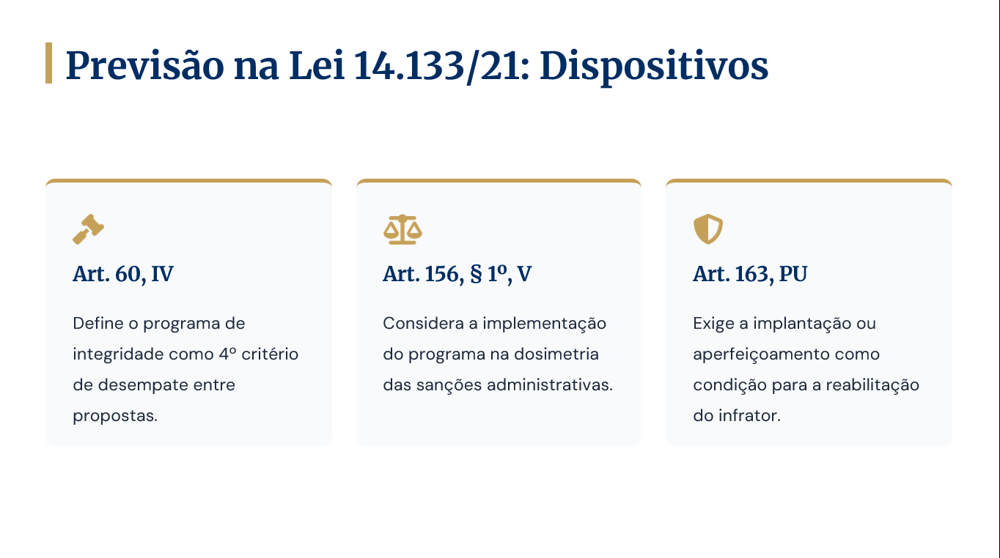 Previsão na Lei 14.133/21: Dispositivos
Art. 60, IV
Define o programa de
integridade como 4º critério
de desempate entre
propostas.
Art. 156, § 1º, V
Considera a implementação
do programa na dosimetria
das sanções administrativas.
Art. 163, PU
Exige a implantação ou
aperfeiçoamento como
condição para a reabilitação
do infrator.